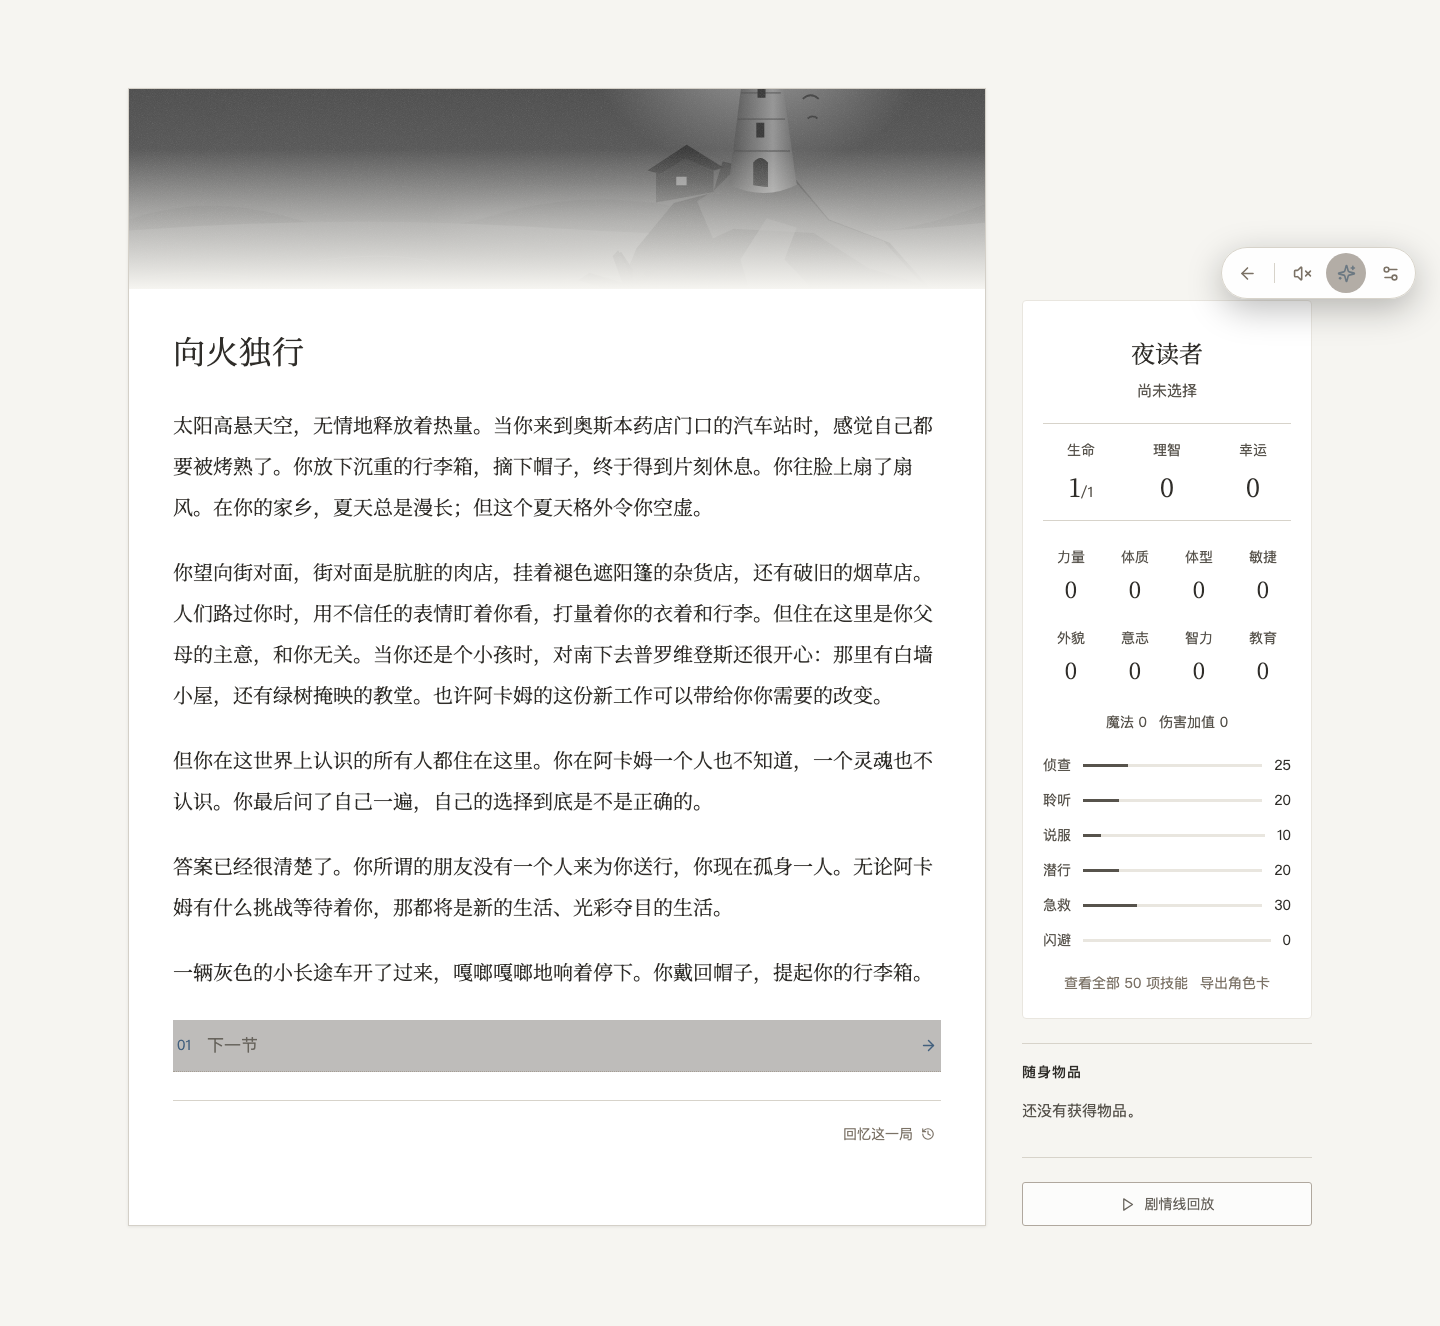 向火独行
太阳高悬天空，无情地释放着热量。当你来到奥斯本药店门口的汽车站时，感觉自己都
要被烤熟了。你放下沉重的行李箱，摘下帽子，终于得到片刻休息。你往脸上扇了扇
风。在你的家乡，夏天总是漫长；但这个夏天格外令你空虚。
你望向街对面，街对面是肮脏的肉店，挂着褪色遮阳篷的杂货店，还有破旧的烟草店。
人们路过你时，用不信任的表情盯着你看，打量着你的衣着和行李。但住在这里是你父
母的主意，和你无关。当你还是个小孩时，对南下去普罗维登斯还很开心：那里有白墙
小屋，还有绿树掩映的教堂。也许阿卡姆的这份新工作可以带给你你需要的改变。
但你在这世界上认识的所有人都住在这里。你在阿卡姆一个人也不知道，一个灵魂也不
认识。你最后问了自己一遍，自己的选择到底是不是正确的。
答案已经很清楚了。你所谓的朋友没有一个人来为你送行，你现在孤身一人。无论阿卡
姆有什么挑战等待着你，那都将是新的生活、光彩夺目的生活。
一辆灰色的小长途车开了过来，嘎啷嘎啷地响着停下。你戴回帽子，提起你的行李箱。
01 下一节
回忆这一局
夜读者
尚未选择
生命 理智 幸运
1/1 0 0
力量 体质 体型 敏捷
0 0 0 0
外貌 意志 智力 教育
0 0 0 0
魔法 0 伤害加值 0
侦查 25
聆听 20
说服 10
潜行 20
急救 30
闪避 0
查看全部 50 项技能 导出角色卡
随身物品
还没有获得物品。
剧情线回放